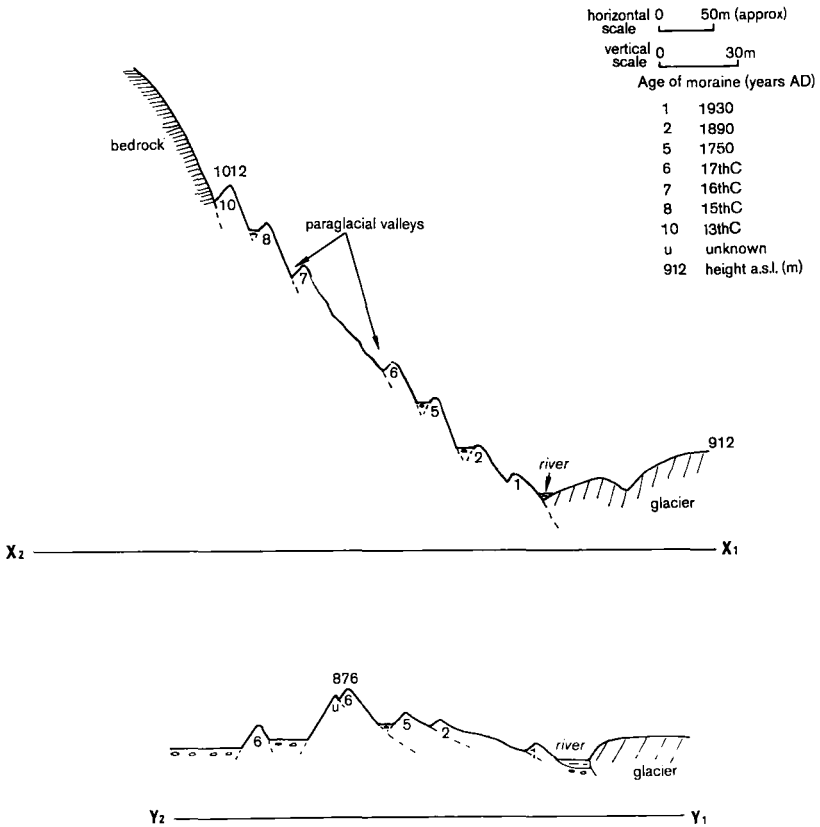 horizontal scale 0 50m (approx)
vertical scale 0 30m
Age of moraine (years AD)
1 1930
2 1890
5 1750
6 17thC
7 16thC
8 15thC
10 13thC
u unknown
912 height a.s.l. (m)
bedrock
1012
10
8
paraglacial valleys
7
6
5
2
1
river
912
glacier
X2 X1
876
u 6
6
5
2
1
river
glacier
Y2 Y1